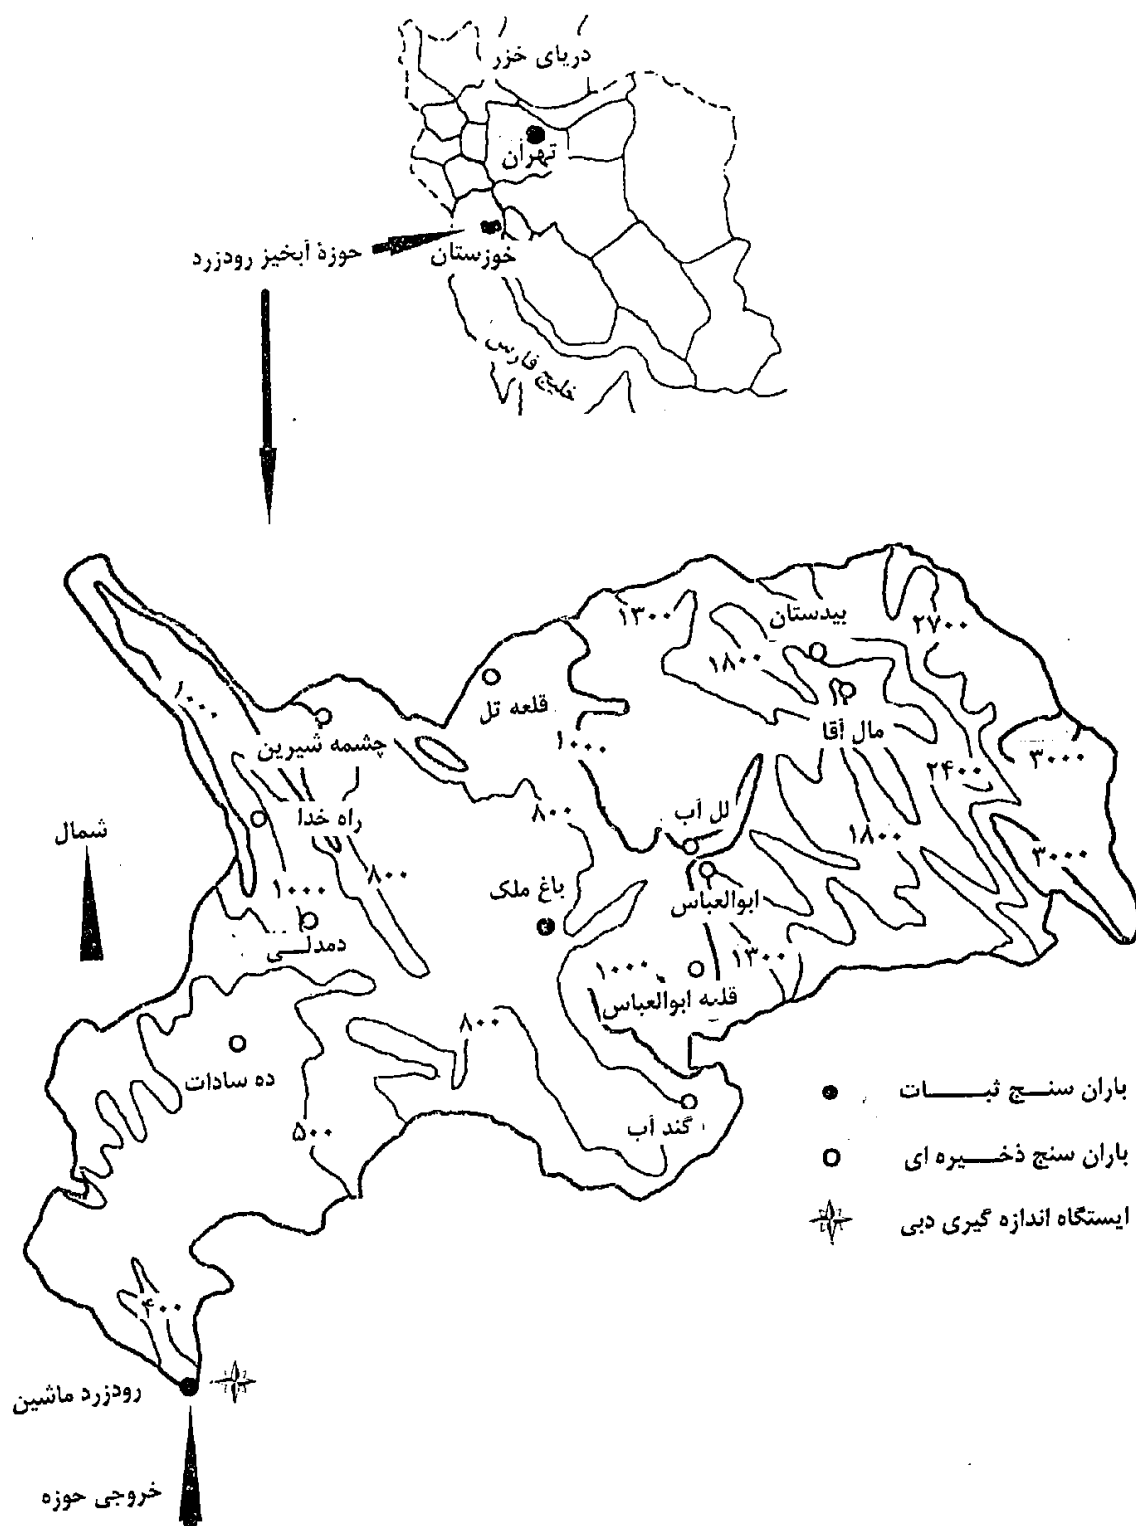 دریای خزر
تهران
حوزهٔ آبخیز رودزرد
خوزستان
خلیج فارس
۱۳۰۰
بیدستان
۲۷۰۰
۱۸۰۰
۱۰۰۰
قلعه تل
مال آقا
چشمه شیرین
۱۰۰۰
۳۰۰۰
۲۴۰۰
راه خدا
۸۰۰
لل آب
۱۸۰۰
شمال
۳۰۰۰
۸۰۰
۱۰۰۰
باغ ملک
ابوالعباس
دمدلی
۱۰۰۰
۱۳۰۰
قلبه ابوالعباس
۸۰۰
ده سادات
۵۰۰
گند آب
باران سنج ثبات
باران سنج ذخیره ای
ایستگاه اندازه گیری دبی
۴۰۰
رودزرد ماشین
خروجی حوزه